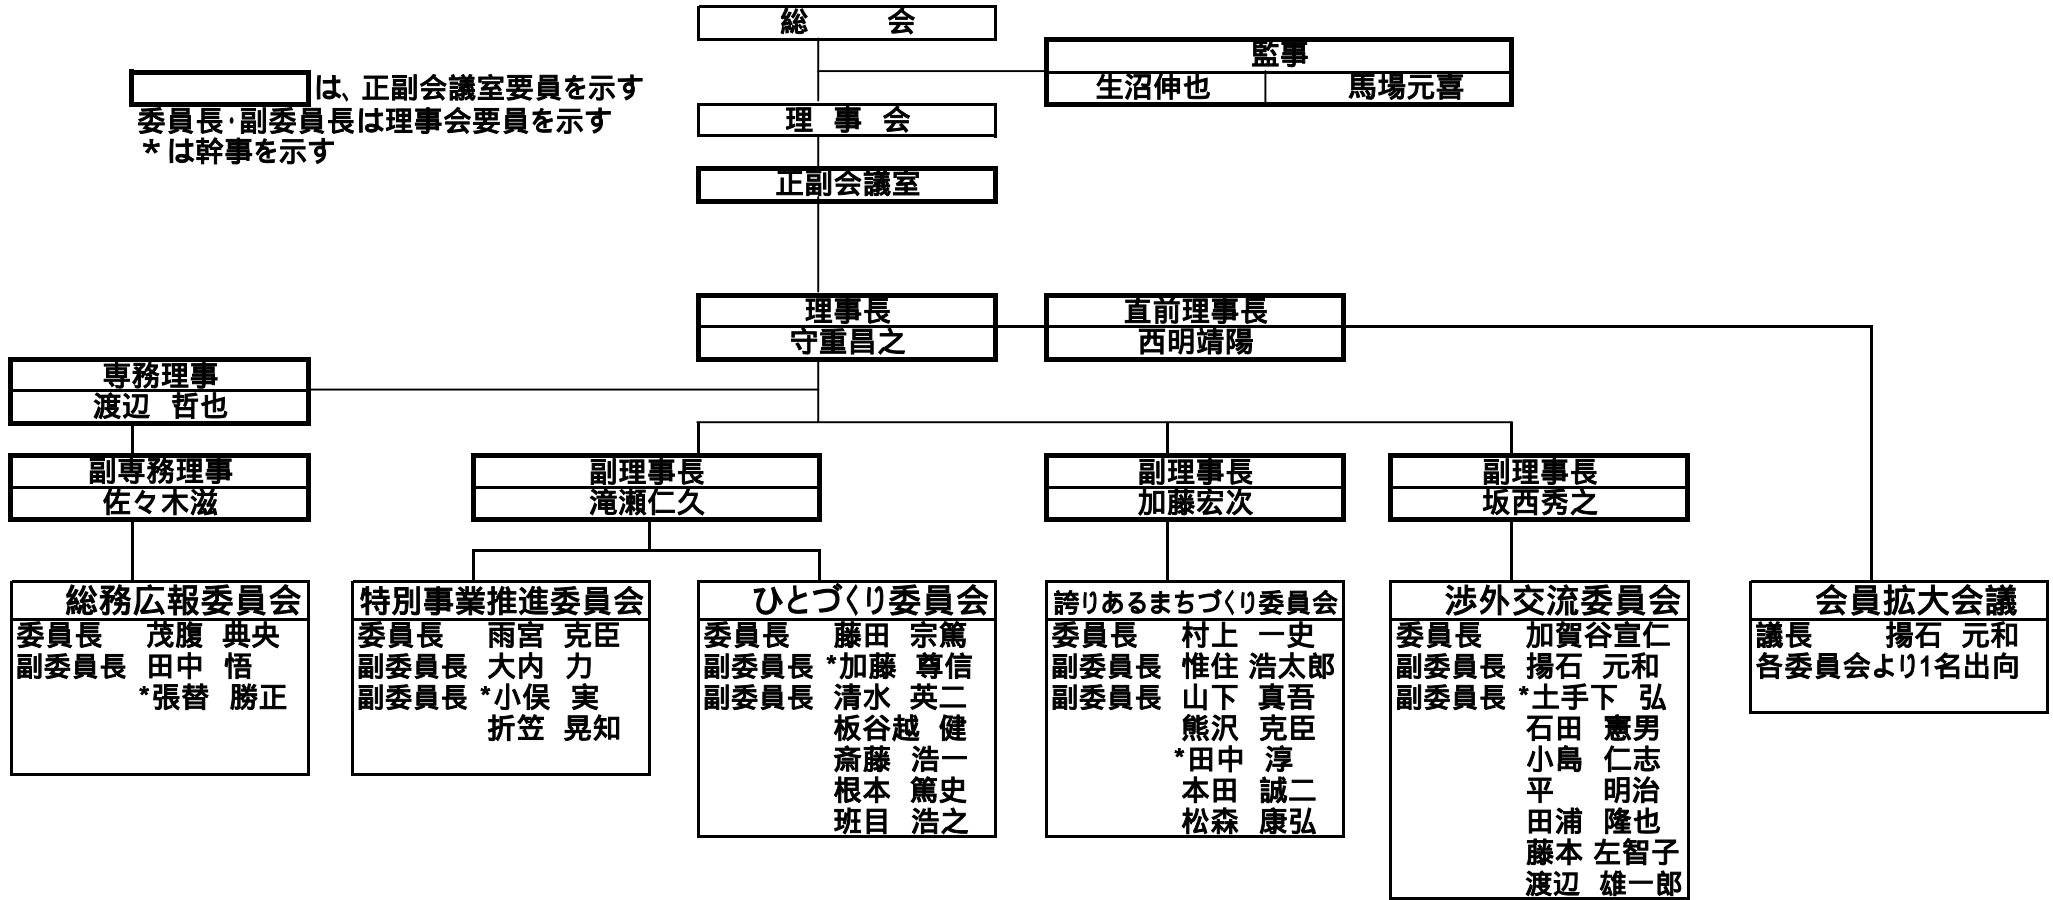 総 会
監事
生沼伸也 馬場元喜
は、正副会議室要員を示す
委員長・副委員長は理事会要員を示す
*は幹事を示す
理 事 会
正副会議室
理事長
守重昌之
直前理事長
西明靖陽
専務理事
渡辺 哲也
副専務理事
佐々木滋
副理事長
滝瀬仁久
副理事長
加藤宏次
副理事長
坂西秀之
総務広報委員会
委員長 茂腹 典央
副委員長 田中 悟
*張替 勝正
特別事業推進委員会
委員長 雨宮 克臣
副委員長 大内 力
副委員長 *小俣 実
折笠 晃知
ひとづくり委員会
委員長 藤田 宗篤
副委員長 *加藤 尊信
副委員長 清水 英二
板谷越 健
斎藤 浩一
根本 篤史
班目 浩之
誇りあるまちづくり委員会
委員長 村上 一史
副委員長 惟住 浩太郎
副委員長 山下 真吾
熊沢 克臣
*田中 淳
本田 誠二
松森 康弘
渉外交流委員会
委員長 加賀谷宣仁
副委員長 揚石 元和
副委員長 *土手下 弘
石田 憲男
小島 仁志
平 明治
田浦 隆也
藤本 左智子
渡辺 雄一郎
会員拡大会議
議長 揚石 元和
各委員会より1名出向